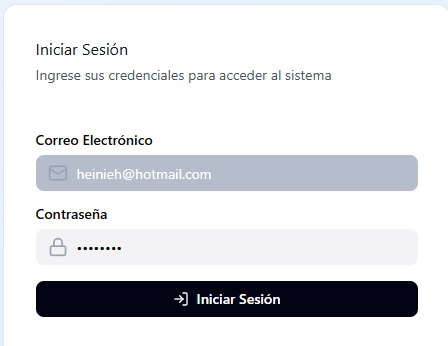 Iniciar Sesión
Ingrese sus credenciales para acceder al sistema
Correo Electrónico
heinieh@hotmail.com
Contraseña
••••••••
Iniciar Sesión